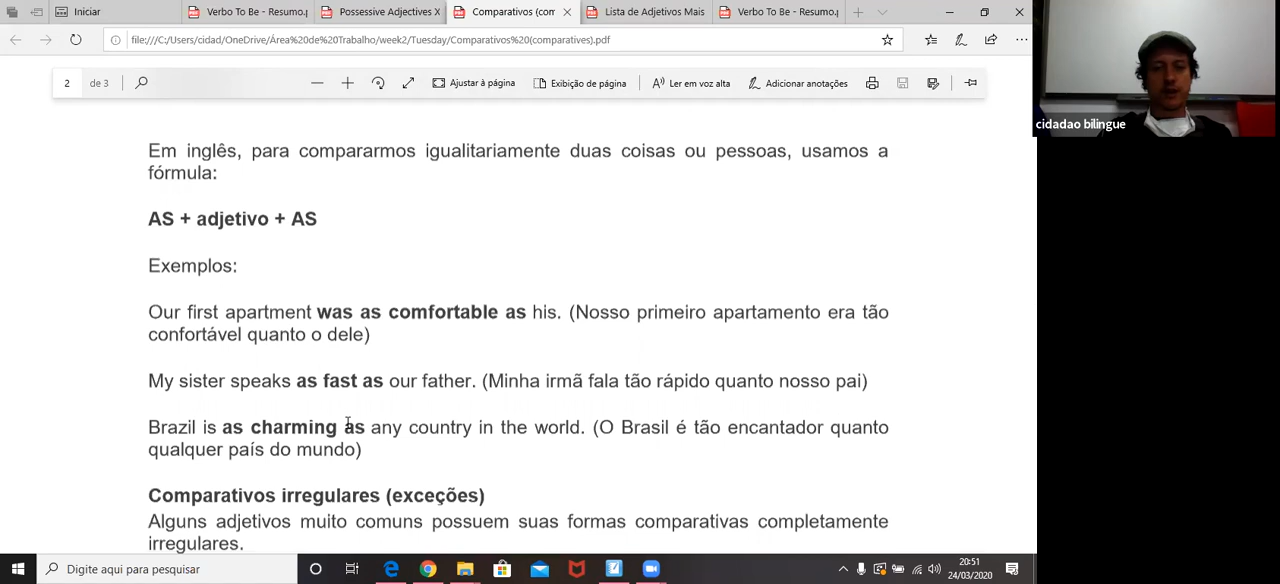 Iniciar
Verbo To Be - Resumo.p
Possessive Adjectives X
Comparativos (com
Lista de Adjetivos Mais
Verbo To Be - Resumo.p
file:///C:/Users/cidad/OneDrive/Área%20de%20Trabalho/week2/Tuesday/Comparativos%20(comparatives).pdf
2 de 3
Ajustar à página
Exibição de página
Ler em voz alta
Adicionar anotações
cidadao bilingue
Em inglês, para compararmos igualitariamente duas coisas ou pessoas, usamos a
fórmula:
AS + adjetivo + AS
Exemplos:
Our first apartment was as comfortable as his. (Nosso primeiro apartamento era tão
confortável quanto o dele)
My sister speaks as fast as our father. (Minha irmã fala tão rápido quanto nosso pai)
Brazil is as charming as any country in the world. (O Brasil é tão encantador quanto
qualquer país do mundo)
Comparativos irregulares (exceções)
Alguns adjetivos muito comuns possuem suas formas comparativas completamente
irregulares.
Digite aqui para pesquisar
20:51
24/03/2020